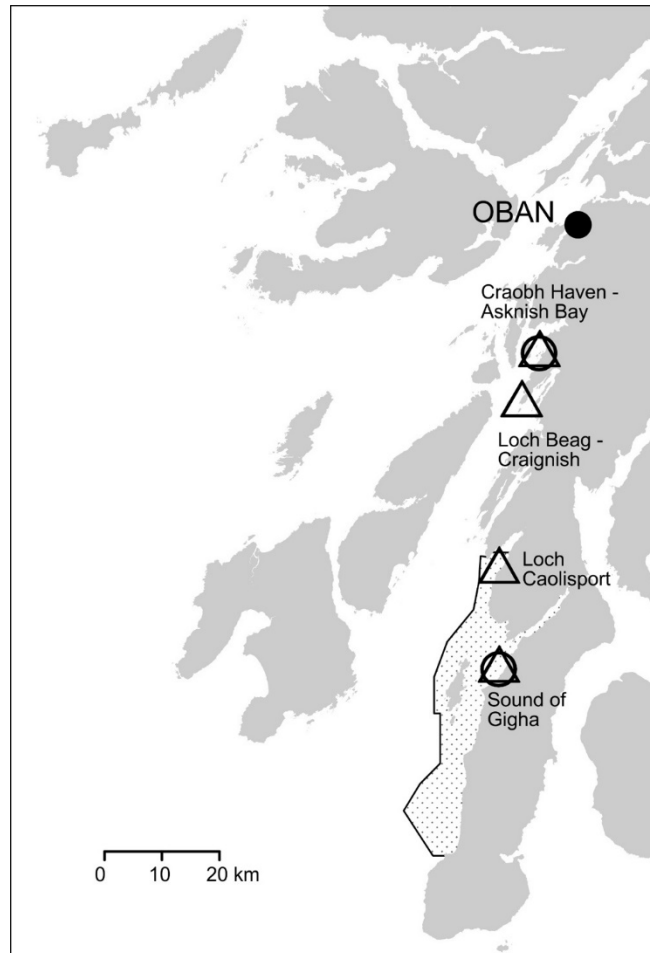 OBAN
Craobh Haven -
Asknish Bay
Loch Beag -
Craignish
Loch
Caolisport
Sound of
Gigha
0 10 20 km